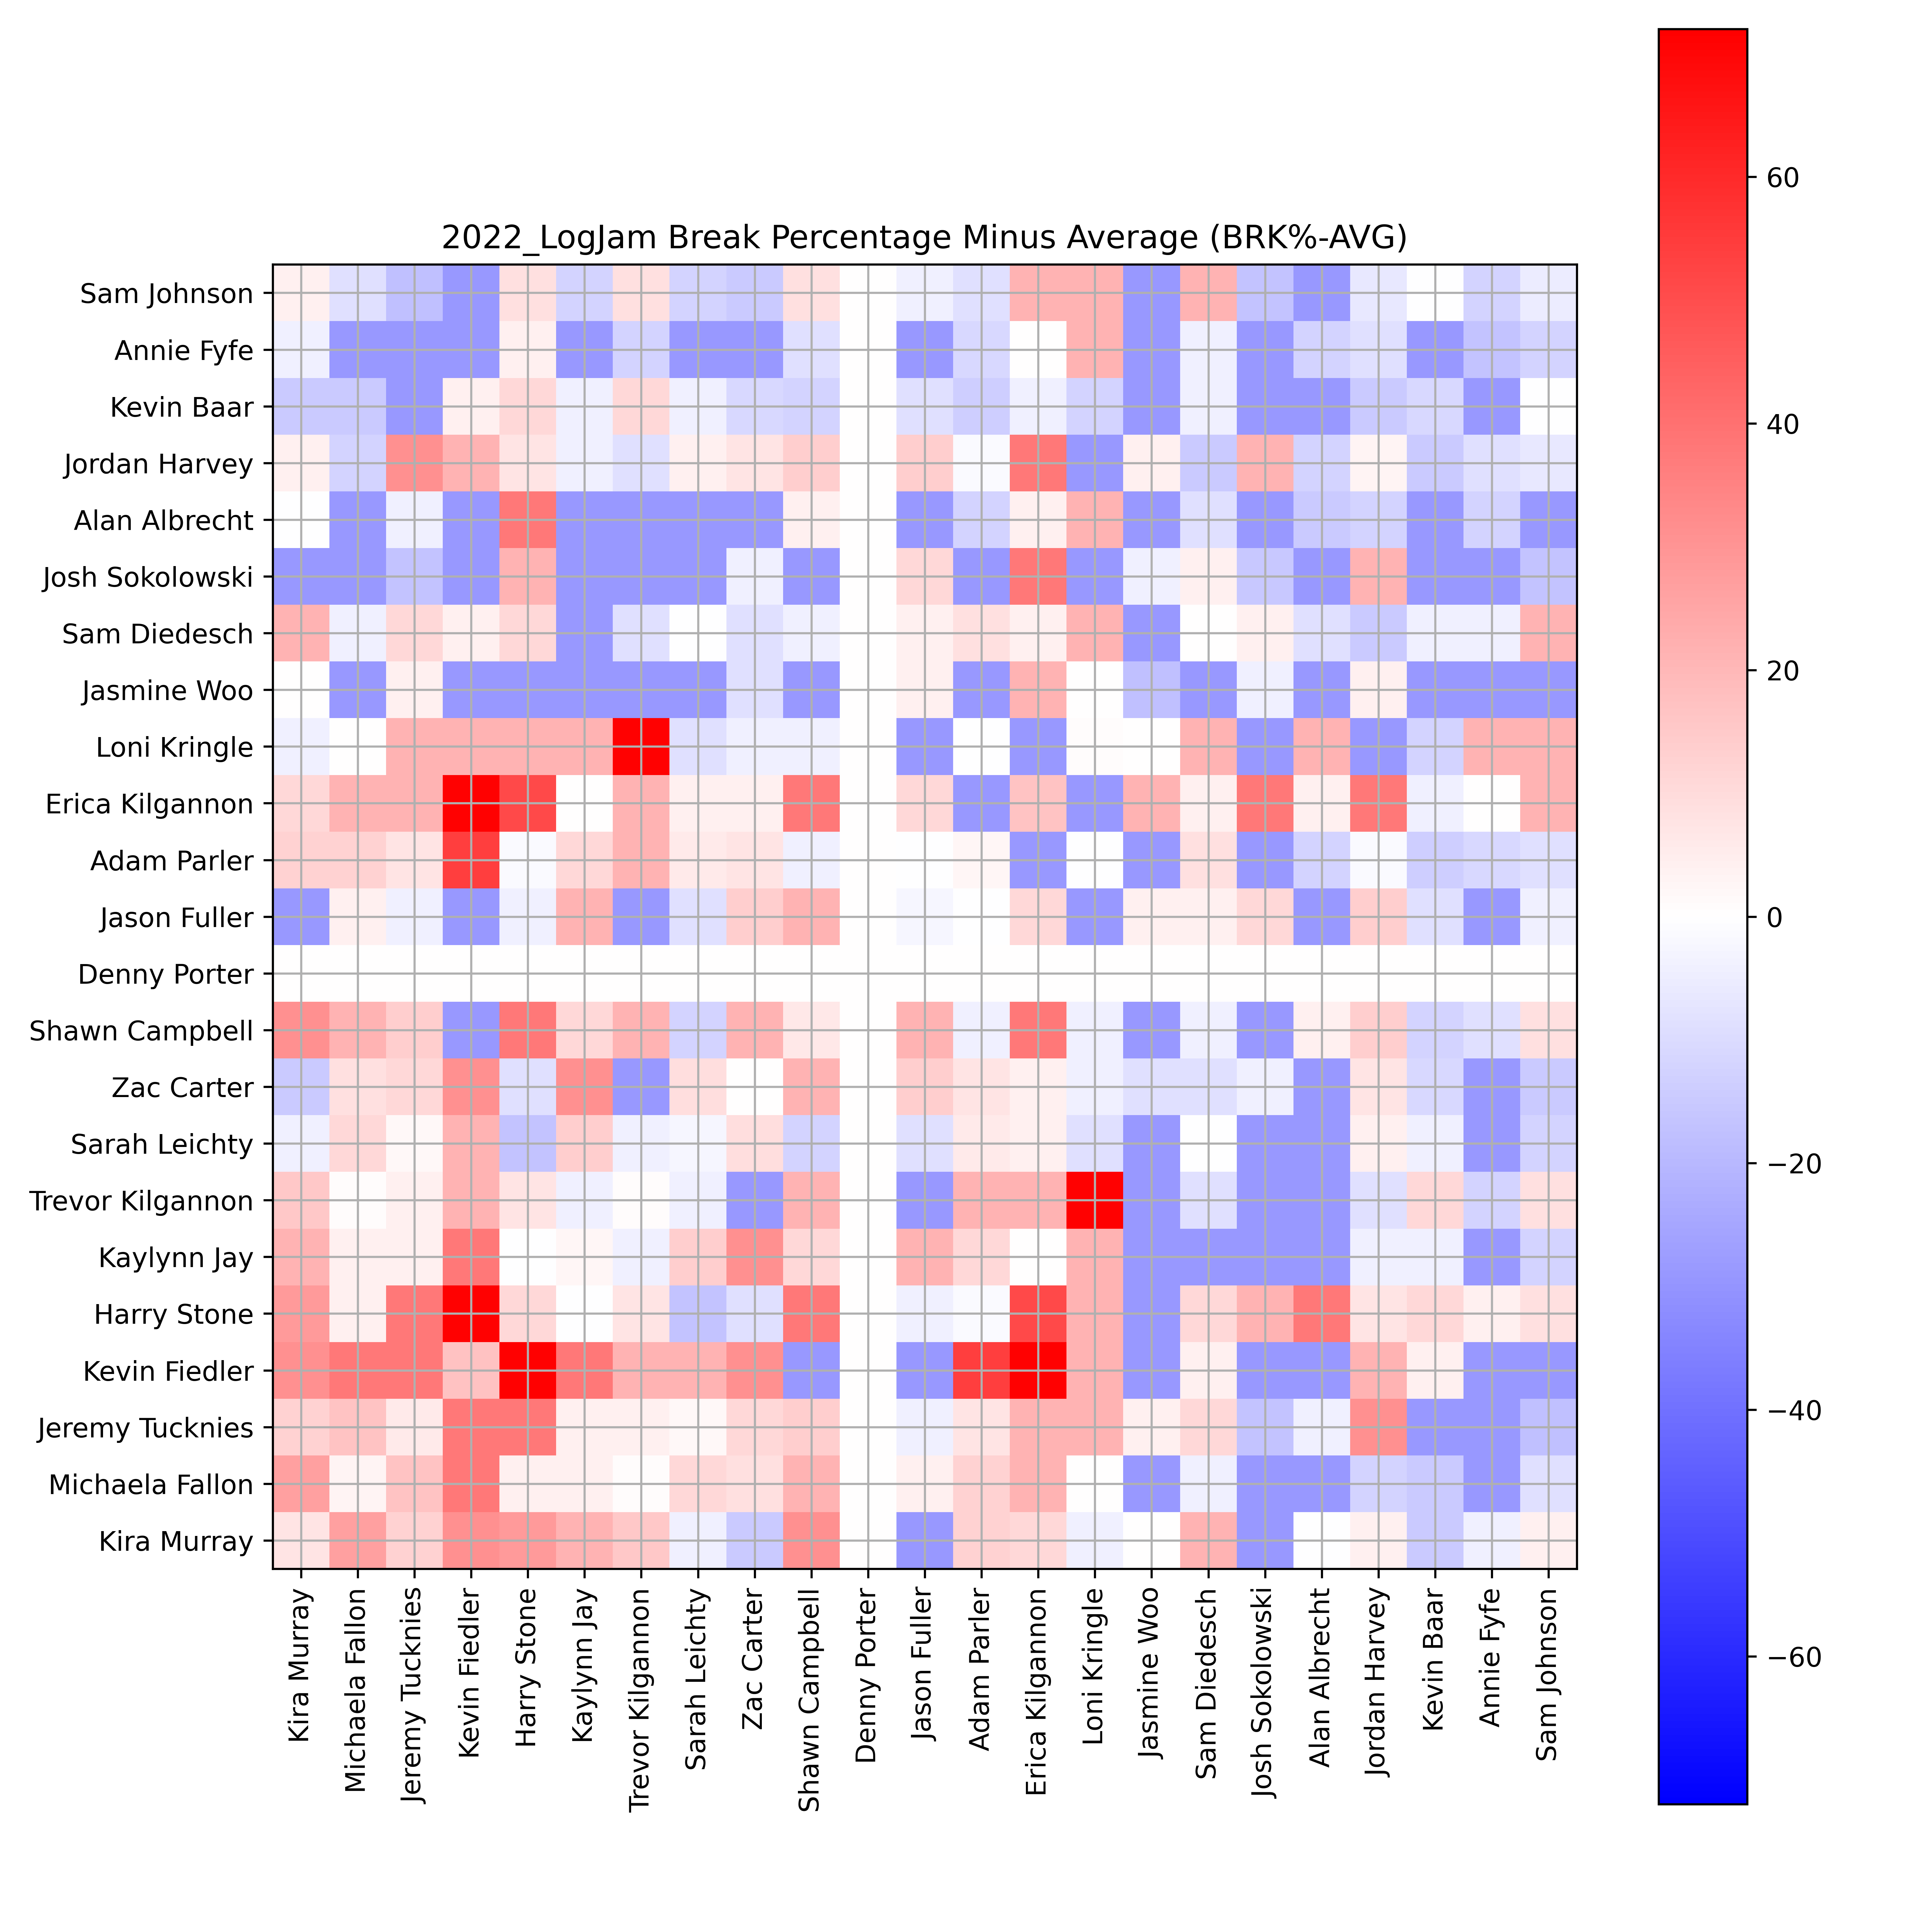 2022_LogJam Break Percentage Minus Average (BRK%-AVG)
Sam Johnson
Annie Fyfe
Kevin Baar
Jordan Harvey
Alan Albrecht
Josh Sokolowski
Sam Diedesch
Jasmine Woo
Loni Kringle
Erica Kilgannon
Adam Parler
Jason Fuller
Denny Porter
Shawn Campbell
Zac Carter
Sarah Leichty
Trevor Kilgannon
Kaylynn Jay
Harry Stone
Kevin Fiedler
Jeremy Tucknies
Michaela Fallon
Kira Murray
Kira Murray
Michaela Fallon
Jeremy Tucknies
Kevin Fiedler
Harry Stone
Kaylynn Jay
Trevor Kilgannon
Sarah Leichty
Zac Carter
Shawn Campbell
Denny Porter
Jason Fuller
Adam Parler
Erica Kilgannon
Loni Kringle
Jasmine Woo
Sam Diedesch
Josh Sokolowski
Alan Albrecht
Jordan Harvey
Kevin Baar
Annie Fyfe
Sam Johnson
60
40
20
0
−20
−40
−60